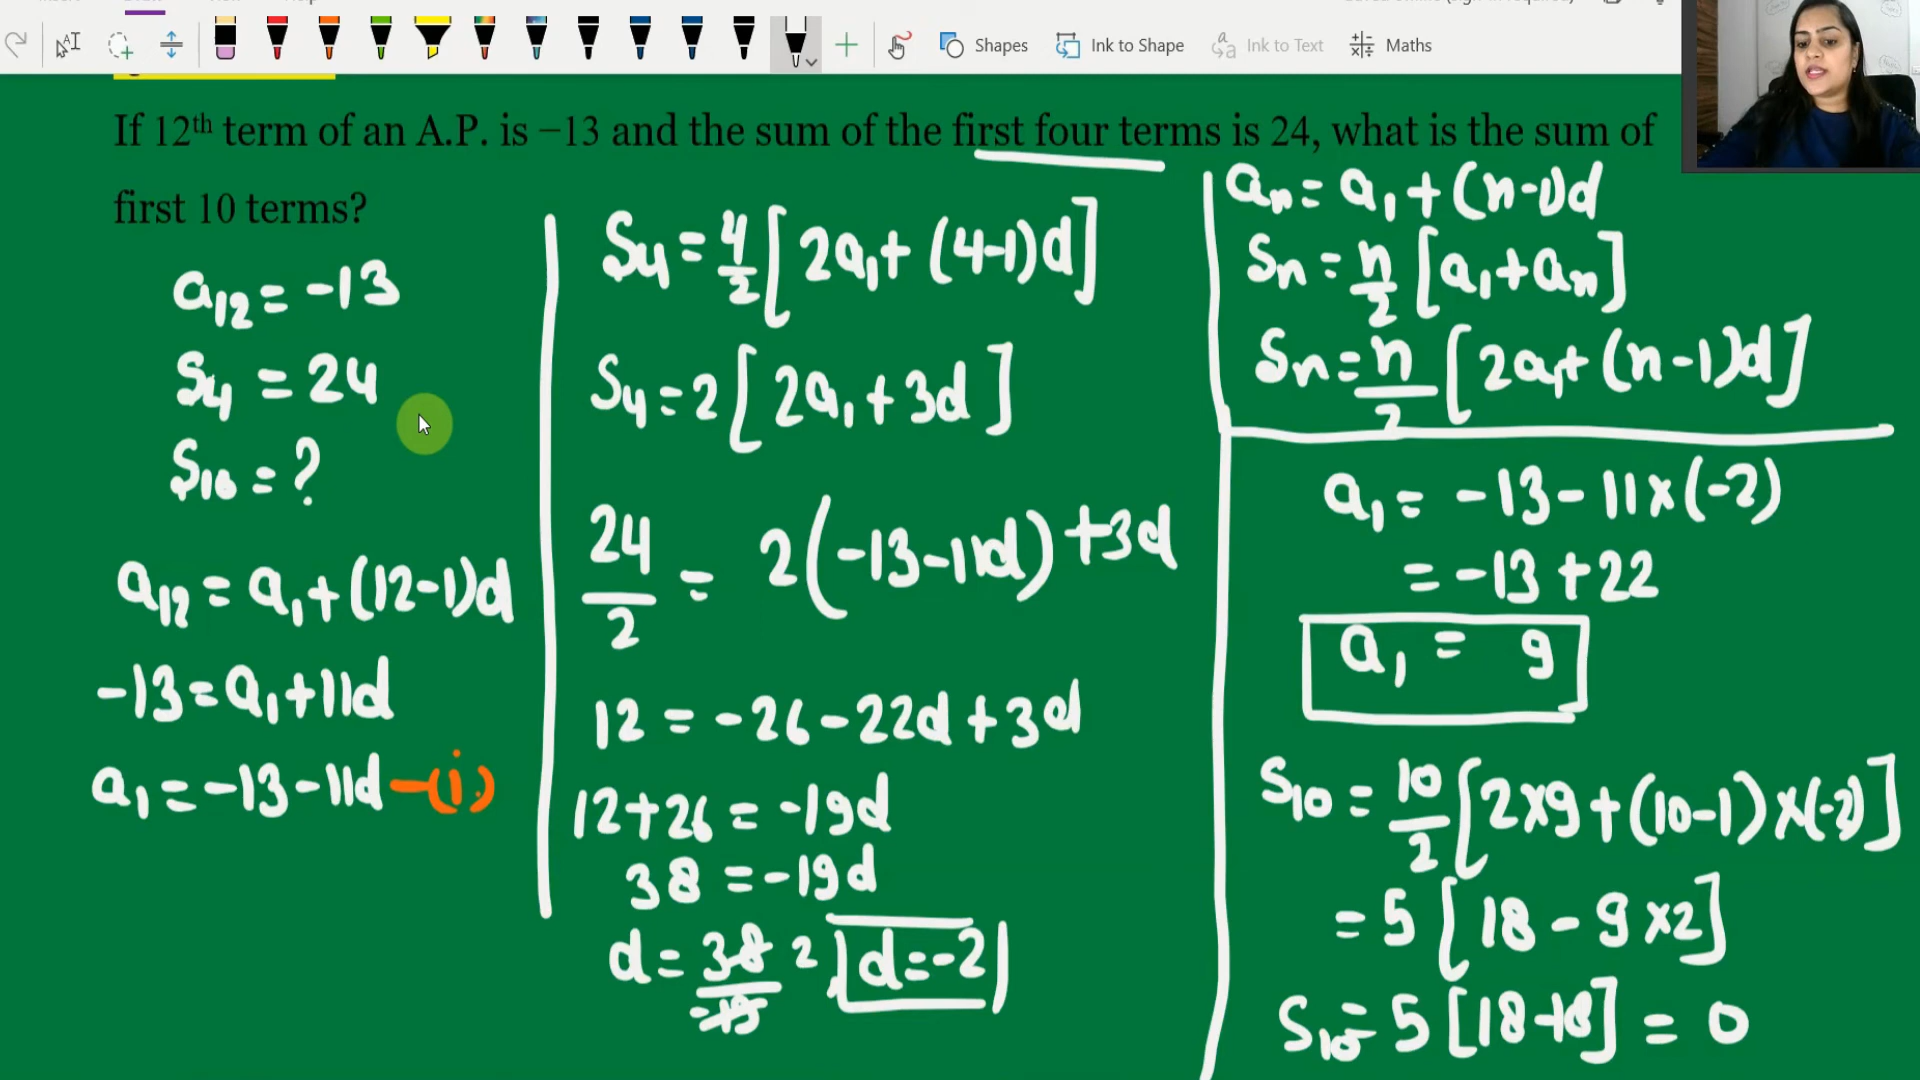 Shapes
Ink to Shape
Ink to Text
Maths
If 12th term of an A.P. is −13 and the sum of the first four terms is 24, what is the sum of
first 10 terms?
a12 = -13
S4 = 24
S10 = ?
a12 = a1 + (12-1)d
-13 = a1 + 11d
a1 = -13 - 11d -(i)
S4 = 4/2 [2a1 + (4-1)d]
S4 = 2 [2a1 + 3d]
24/2 = 2(-13-11d) + 3d
12 = -26 - 22d + 3d
12 + 26 = -19d
38 = -19d
d = 38/-19 2 d = -2
an = a1 + (n-1)d
Sn = n/2 [a1 + an]
Sn = n/2 [2a1 + (n-1)d]
a1 = -13 - 11×(-2)
= -13 + 22
a1 = 9
S10 = 10/2 [2×9 + (10-1)×(-2)]
= 5 [18 - 9×2]
S10 = 5 [18-18] = 0